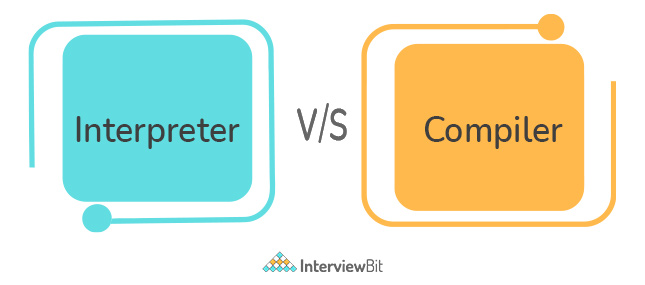 Interpreter
V/S
Compiler
InterviewBit